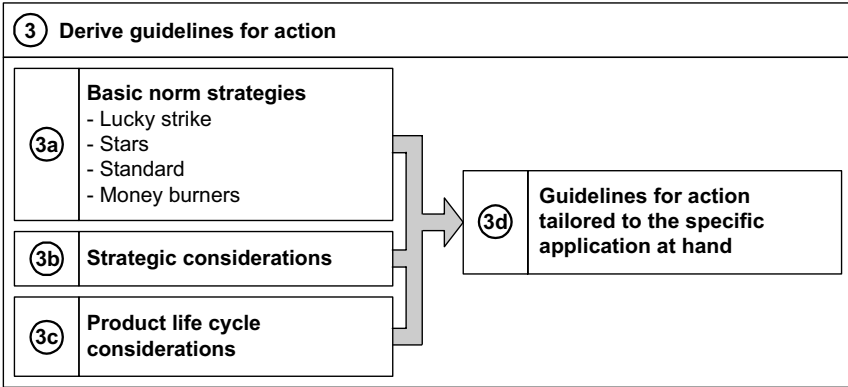 3 Derive guidelines for action
3a
Basic norm strategies
- Lucky strike
- Stars
- Standard
- Money burners
3b
Strategic considerations
3c
Product life cycle
considerations
3d
Guidelines for action
tailored to the specific
application at hand